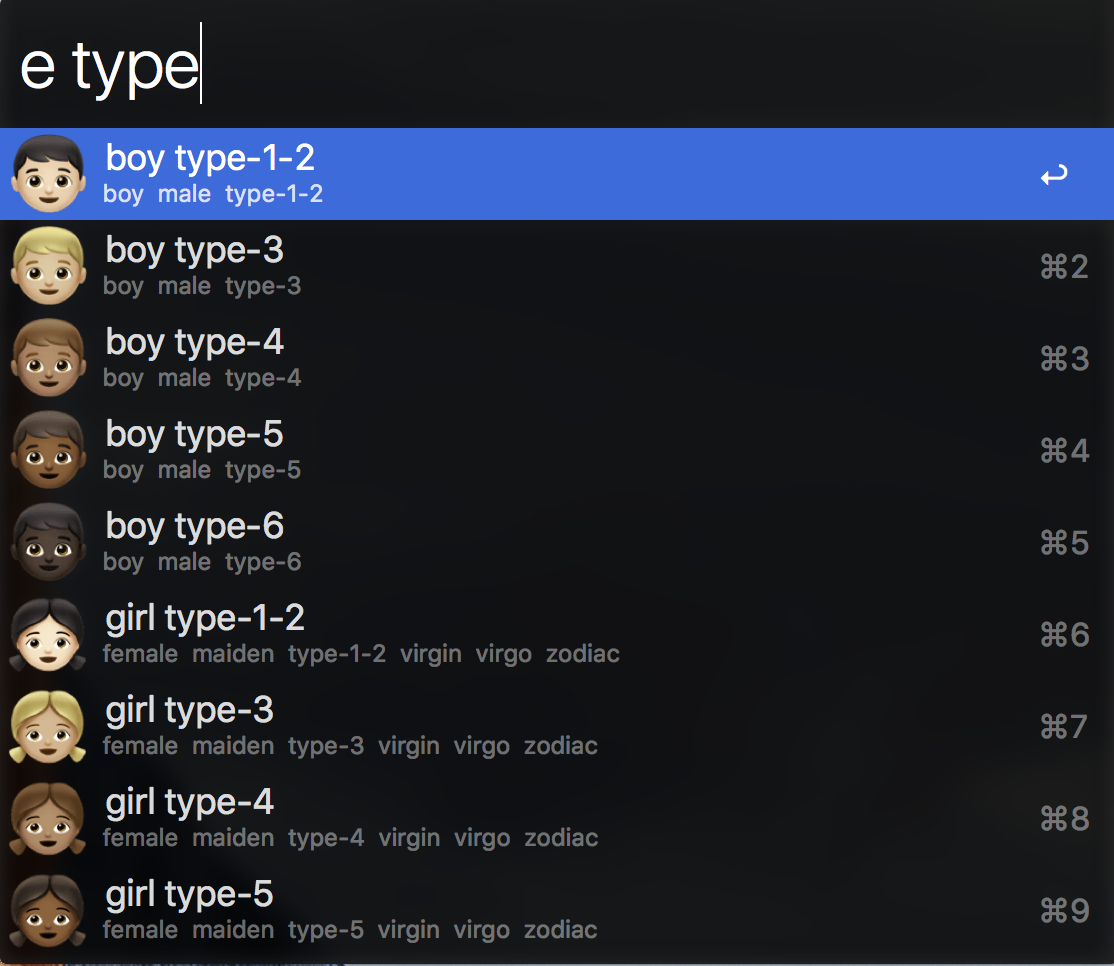 e type
boy type-1-2
boy male type-1-2
↩
boy type-3
boy male type-3
⌘2
boy type-4
boy male type-4
⌘3
boy type-5
boy male type-5
⌘4
boy type-6
boy male type-6
⌘5
girl type-1-2
female maiden type-1-2 virgin virgo zodiac
⌘6
girl type-3
female maiden type-3 virgin virgo zodiac
⌘7
girl type-4
female maiden type-4 virgin virgo zodiac
⌘8
girl type-5
female maiden type-5 virgin virgo zodiac
⌘9